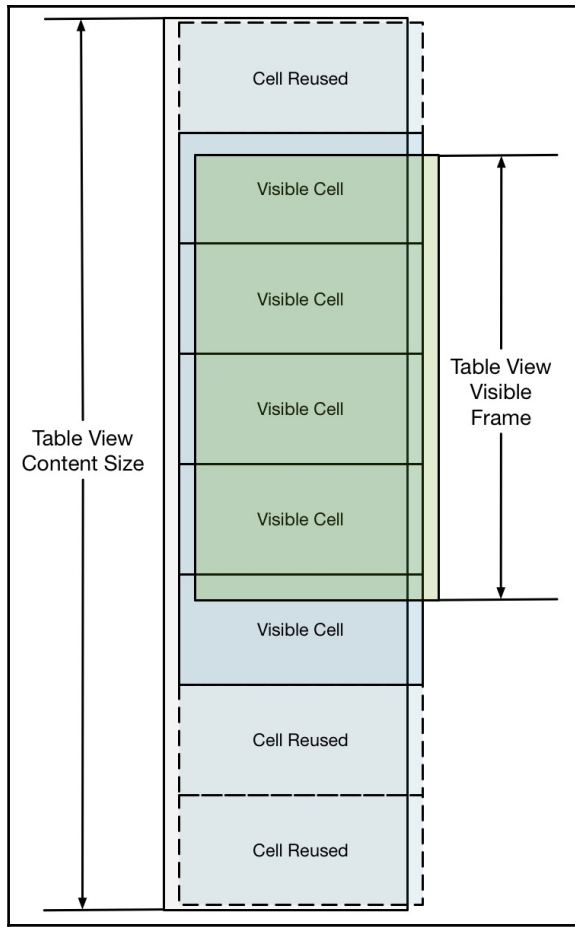 Cell Reused
Visible Cell
Visible Cell
Visible Cell
Visible Cell
Visible Cell
Cell Reused
Cell Reused
Table View
Content Size
Table View
Visible
Frame